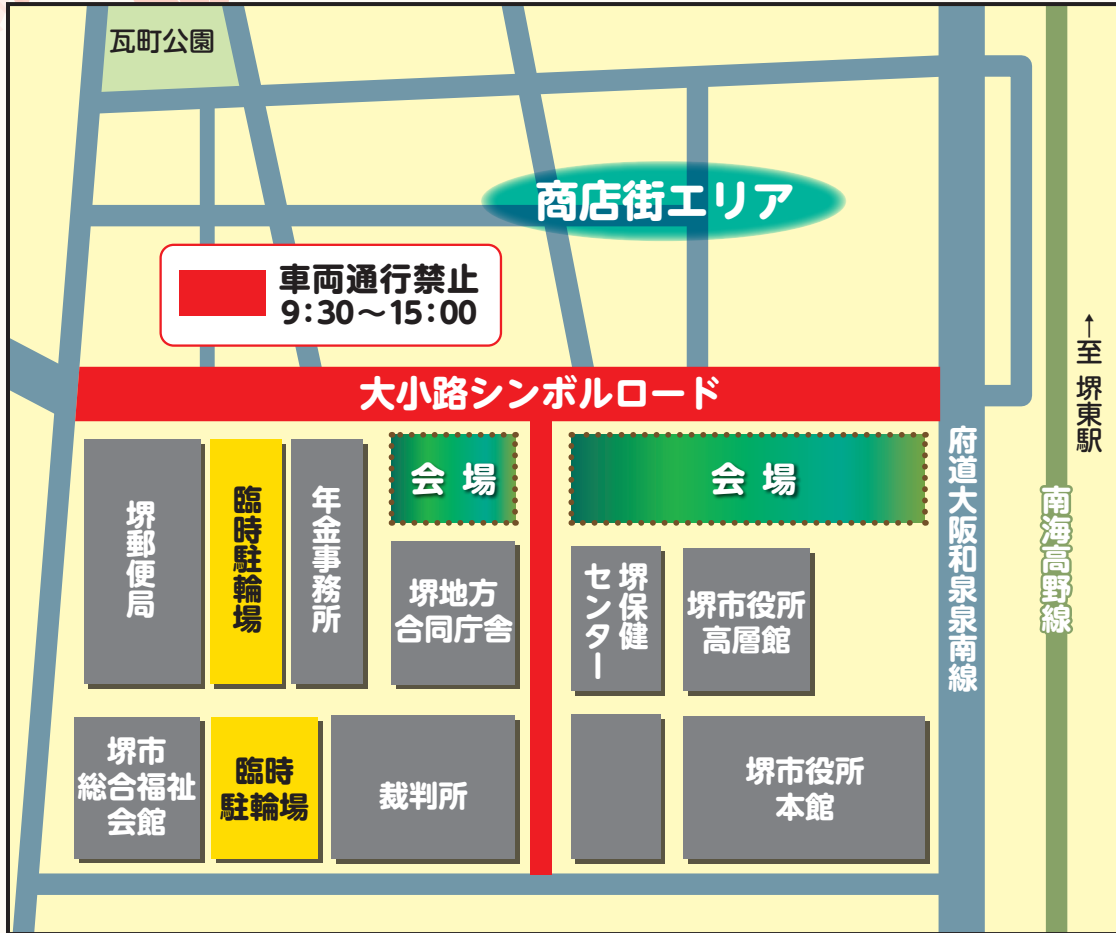 瓦町公園
商店街エリア
車両通行禁止
9:30～15:00
↑至 堺東駅
大小路シンボルロード
会場
会場
府道大阪和泉泉南線
南海高野線
堺郵便局
臨時駐輪場
年金事務所
堺地方
合同庁舎
堺保健
センター
堺市役所
高層館
堺市
総合福祉
会館
臨時
駐輪場
裁判所
堺市役所
本館